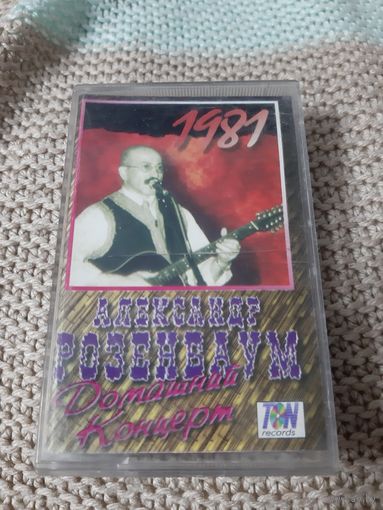 1981
АЛЕКСАНДР
РОЗЕНБАУМ
Домашний
Концерт
records